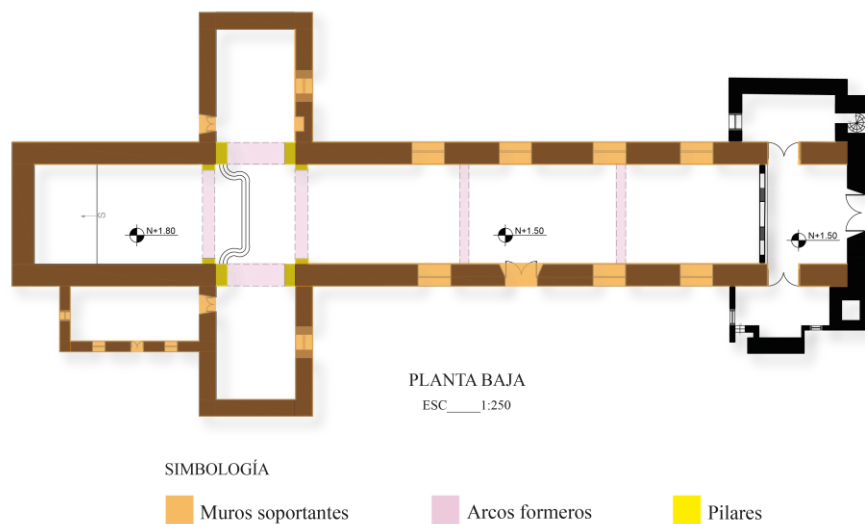 N+1.80
N+1.50
N+1.50
PLANTA BAJA
ESC_____1:250
SIMBOLOGÍA
Muros soportantes
Arcos formeros
Pilares